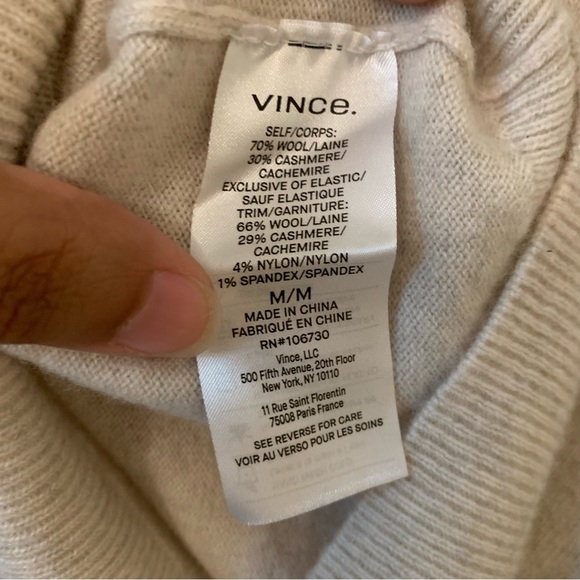 VINCE.
SELF/CORPS:
70% WOOL/LAINE
30% CASHMERE/
CACHEMIRE
EXCLUSIVE OF ELASTIC/
SAUF ELASTIQUE
TRIM/GARNITURE:
66% WOOL/LAINE
29% CASHMERE/
CACHEMIRE
4% NYLON/NYLON
1% SPANDEX/SPANDEX
M/M
MADE IN CHINA
FABRIQUÉ EN CHINE
RN#106730
Vince, LLC
500 Fifth Avenue, 20th Floor
New York, NY 10110
11 Rue Saint Florentin
75008 Paris France
SEE REVERSE FOR CARE
VOIR AU VERSO POUR LES SOINS